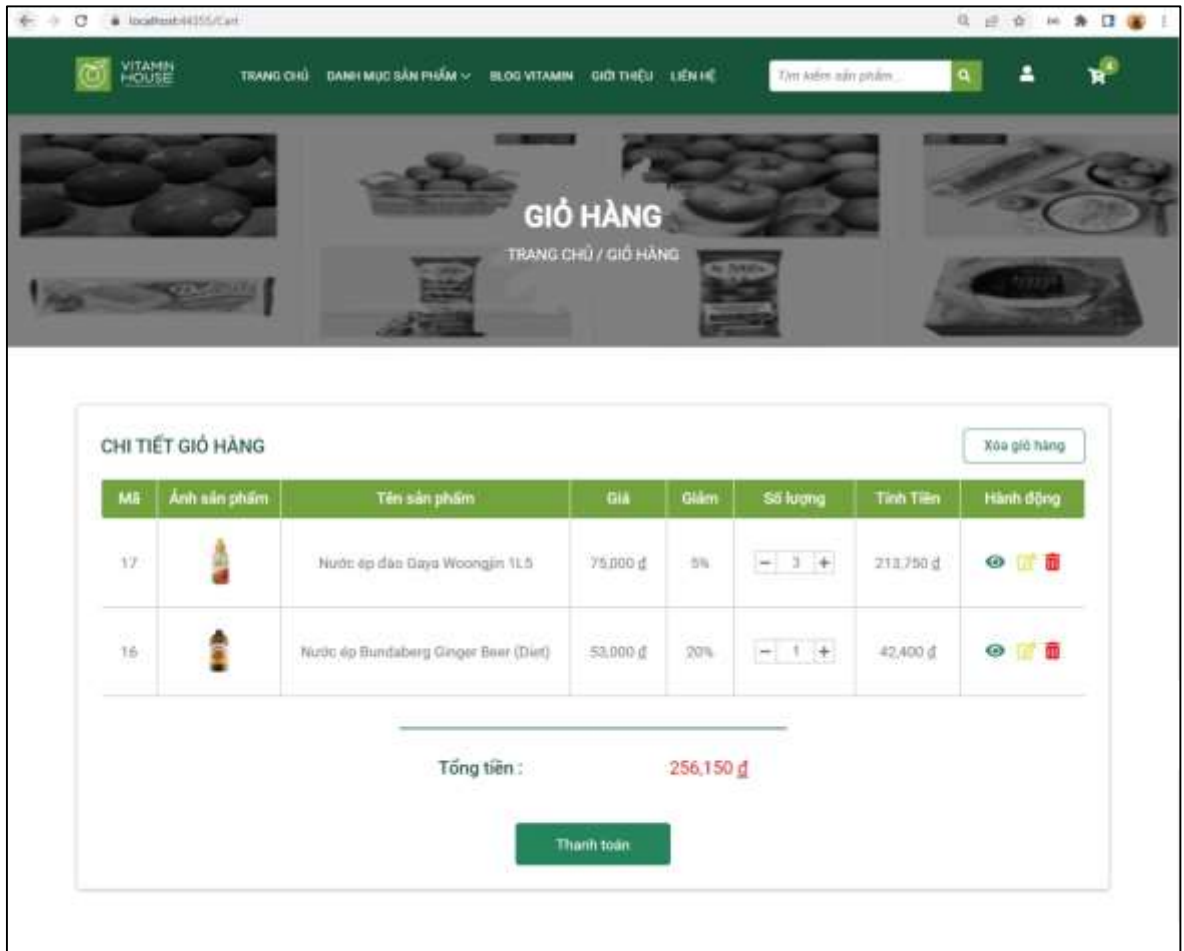 localhost:44355/Cart
VITAMIN HOUSE
TRANG CHỦ DANH MỤC SẢN PHẨM BLOG VITAMIN GIỚI THIỆU LIÊN HỆ Tìm kiếm sản phẩm... 4
GIỎ HÀNG
TRANG CHỦ / GIỎ HÀNG
CHI TIẾT GIỎ HÀNG Xóa giỏ hàng
Mã Ảnh sản phẩm Tên sản phẩm Giá Giảm Số lượng Tính Tiền Hành động
17 Nước ép đào Gaya Woongjin 1L5 75,000 ₫ 5% − 3 + 213,750 ₫
16 Nước ép Bundaberg Ginger Beer (Diet) 53,000 ₫ 20% − 1 + 42,400 ₫
Tổng tiền : 256,150 ₫
Thanh toán